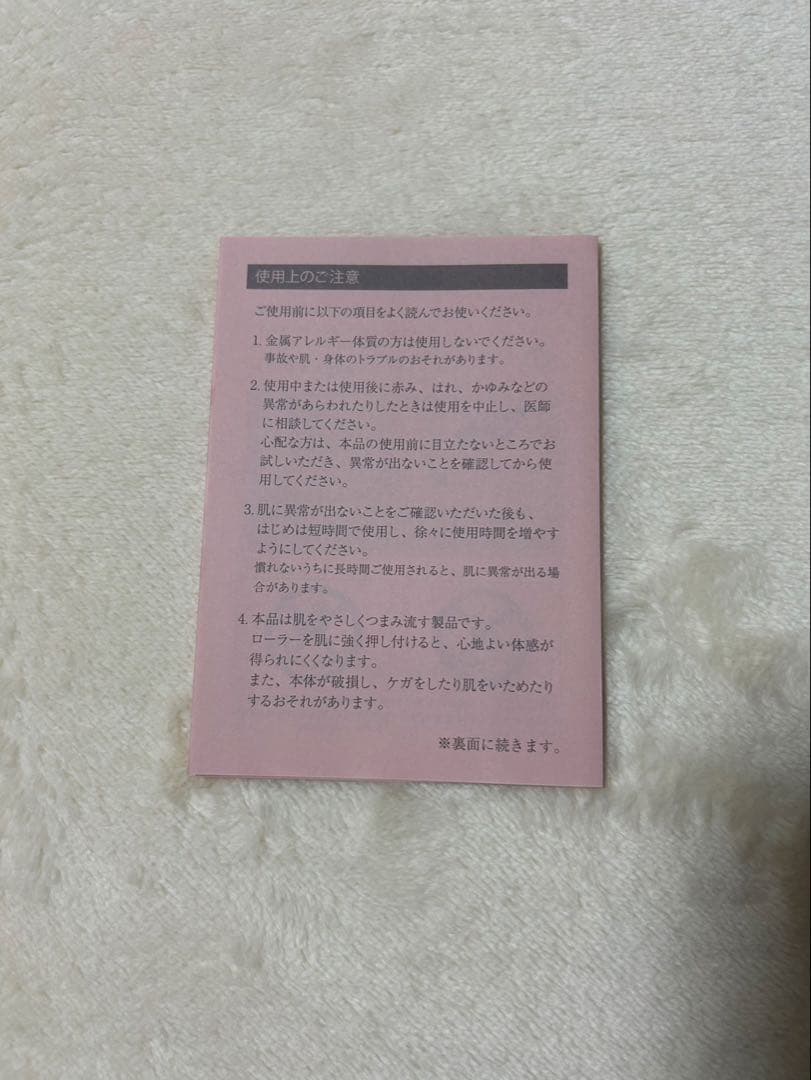 使用上のご注意
ご使用前に以下の項目をよく読んでお使いください。
1. 金属アレルギー体質の方は使用しないでください。
事故や肌・身体のトラブルのおそれがあります。
2. 使用中または使用後に赤み、はれ、かゆみなどの
異常があらわれたりしたときは使用を中止し、医師
に相談してください。
心配な方は、本品の使用前に目立たないところでお
試しいただき、異常が出ないことを確認してから使
用してください。
3. 肌に異常が出ないことをご確認いただいた後も、
はじめは短時間で使用し、徐々に使用時間を増やす
ようにしてください。
慣れないうちに長時間ご使用されると、肌に異常が出る場
合があります。
4. 本品は肌をやさしくつまみ流す製品です。
ローラーを肌に強く押し付けると、心地よい体感が
得られにくくなります。
また、本体が破損し、ケガをしたり肌をいためたり
するおそれがあります。
※裏面に続きます。